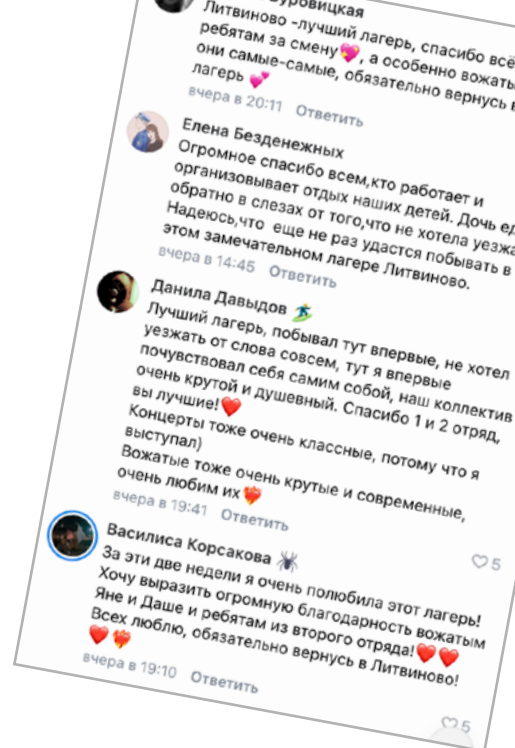 уровицкая
Литвиново -лучший лагерь, спасибо всё
ребятам за смену💖, а особенно вожаты
они самые-самые, обязательно вернусь в
лагерь 💕
вчера в 20:11 Ответить
Елена Безденежных
Огромное спасибо всем,кто работает и
организовывает отдых наших детей. Дочь ед
обратно в слезах от того,что не хотела уезжа
Надеюсь,что еще не раз удастся побывать в
этом замечательном лагере Литвиново.
вчера в 14:45 Ответить
Данила Давыдов 🏄
Лучший лагерь, побывал тут впервые, не хотел
уезжать от слова совсем, тут я впервые
почувствовал себя самим собой, наш коллектив
очень крутой и душевный. Спасибо 1 и 2 отряд,
вы лучшие!❤️
Концерты тоже очень классные, потому что я
выступал)
Вожатые тоже очень крутые и современные,
очень любим их❤️‍🔥
вчера в 19:41 Ответить
5
Василиса Корсакова 🕷
За эти две недели я очень полюбила этот лагерь!
Хочу выразить огромную благодарность вожатым
Яне и Даше и ребятам из второго отряда!❤️❤️
Всех люблю, обязательно вернусь в Литвиново!
❤️❤️‍🔥
вчера в 19:10 Ответить
5